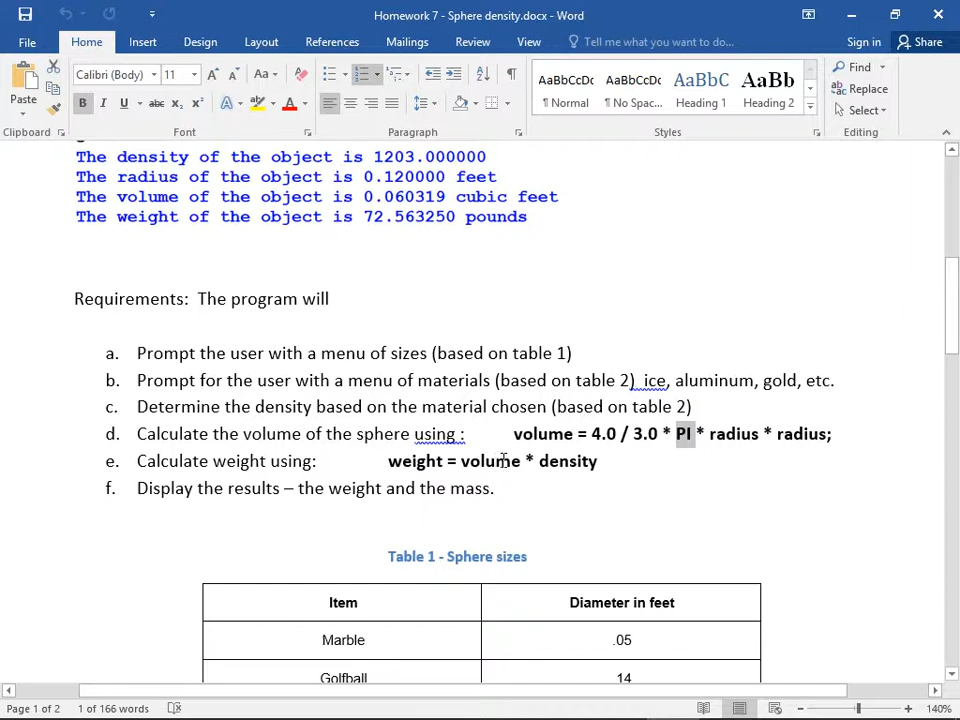 Homework 7 - Sphere density.docx - Word
File Home Insert Design Layout References Mailings Review View Tell me what you want to do... Sign in Share
Paste
Calibri (Body) 11
A A Aa
B I U abc x₂ x² A A
AaBbCcDc AaBbCcDc AaBbC AaBb
¶ Normal ¶ No Spac... Heading 1 Heading 2
Find
Replace
Select
Clipboard Font Paragraph Styles Editing
The density of the object is 1203.000000
The radius of the object is 0.120000 feet
The volume of the object is 0.060319 cubic feet
The weight of the object is 72.563250 pounds
Requirements: The program will
a. Prompt the user with a menu of sizes (based on table 1)
b. Prompt for the user with a menu of materials (based on table 2) ice, aluminum, gold, etc.
c. Determine the density based on the material chosen (based on table 2)
d. Calculate the volume of the sphere using : volume = 4.0 / 3.0 * PI * radius * radius;
e. Calculate weight using: weight = volume * density
f. Display the results – the weight and the mass.
Table 1 - Sphere sizes
Item Diameter in feet
Marble .05
Golfball .14
Page 1 of 2 1 of 166 words 140%